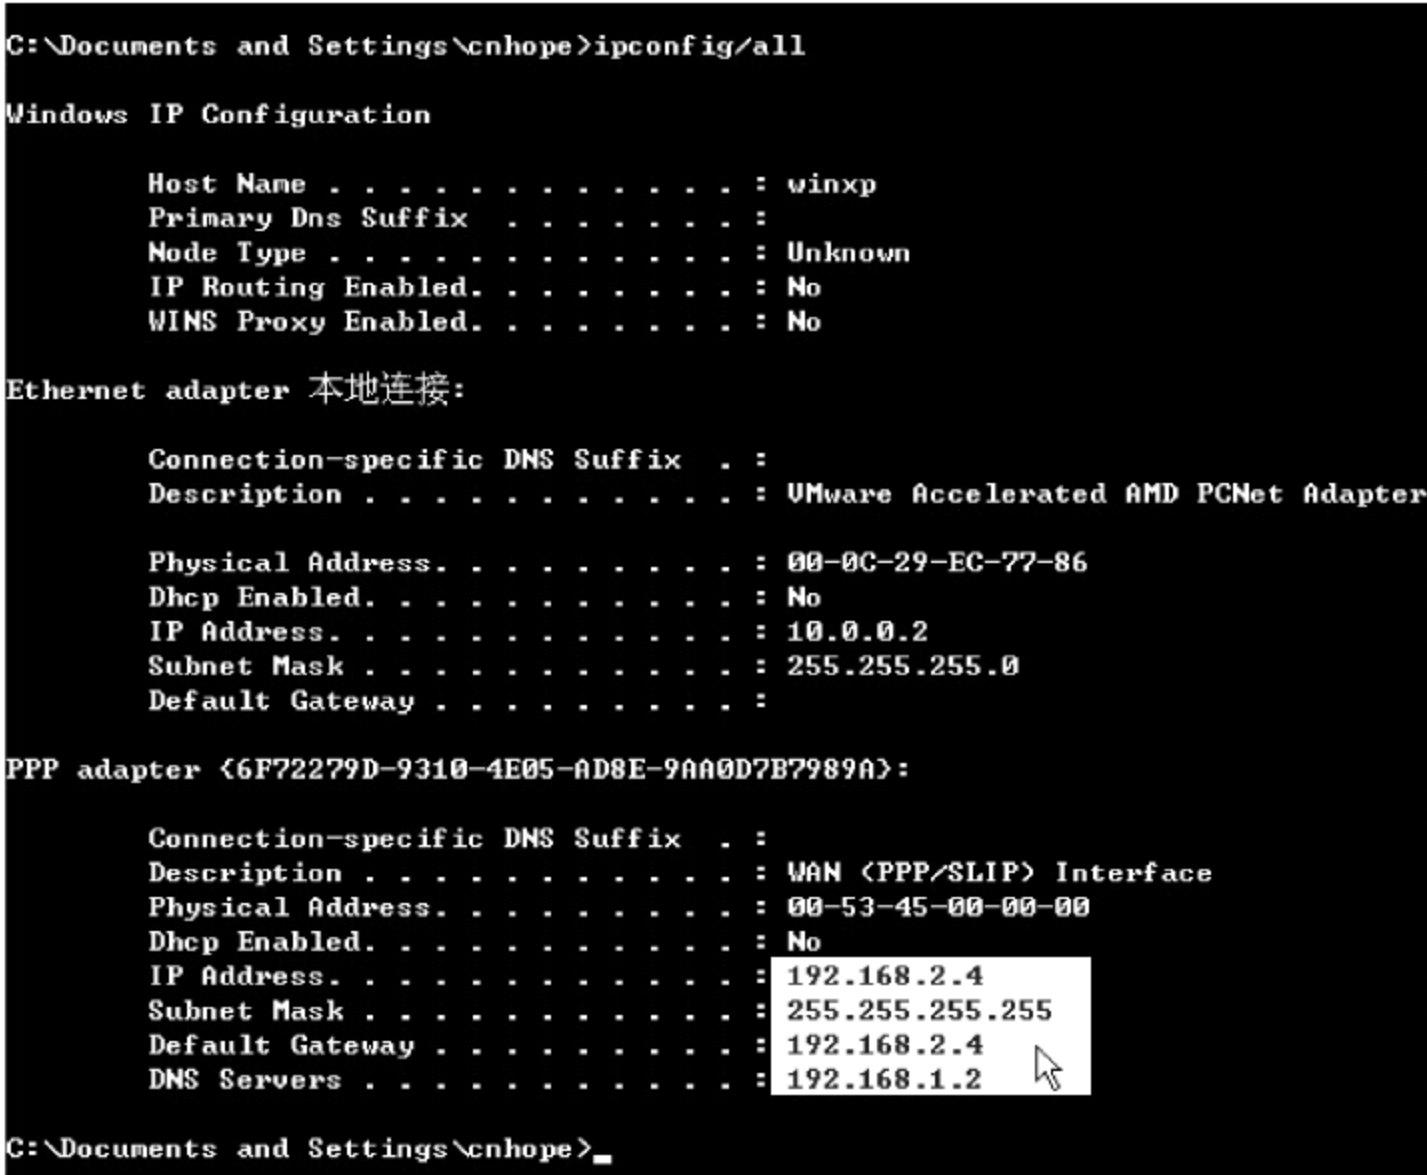 C:\Documents and Settings\cnhope>ipconfig/all
Windows IP Configuration
Host Name . . . . . . . . . . . . : winxp
Primary Dns Suffix  . . . . . . . :
Node Type . . . . . . . . . . . . : Unknown
IP Routing Enabled. . . . . . . . : No
WINS Proxy Enabled. . . . . . . . : No
Ethernet adapter 本地连接:
Connection-specific DNS Suffix  . :
Description . . . . . . . . . . . : VMware Accelerated AMD PCNet Adapter
Physical Address. . . . . . . . . : 00-0C-29-EC-77-86
Dhcp Enabled. . . . . . . . . . . : No
IP Address. . . . . . . . . . . . : 10.0.0.2
Subnet Mask . . . . . . . . . . . : 255.255.255.0
Default Gateway . . . . . . . . . :
PPP adapter {6F72279D-9310-4E05-AD8E-9AA0D7B7989A}:
Connection-specific DNS Suffix  . :
Description . . . . . . . . . . . : WAN (PPP/SLIP) Interface
Physical Address. . . . . . . . . : 00-53-45-00-00-00
Dhcp Enabled. . . . . . . . . . . : No
IP Address. . . . . . . . . . . . : 192.168.2.4
Subnet Mask . . . . . . . . . . . : 255.255.255.255
Default Gateway . . . . . . . . . : 192.168.2.4
DNS Servers . . . . . . . . . . . : 192.168.1.2
C:\Documents and Settings\cnhope>_